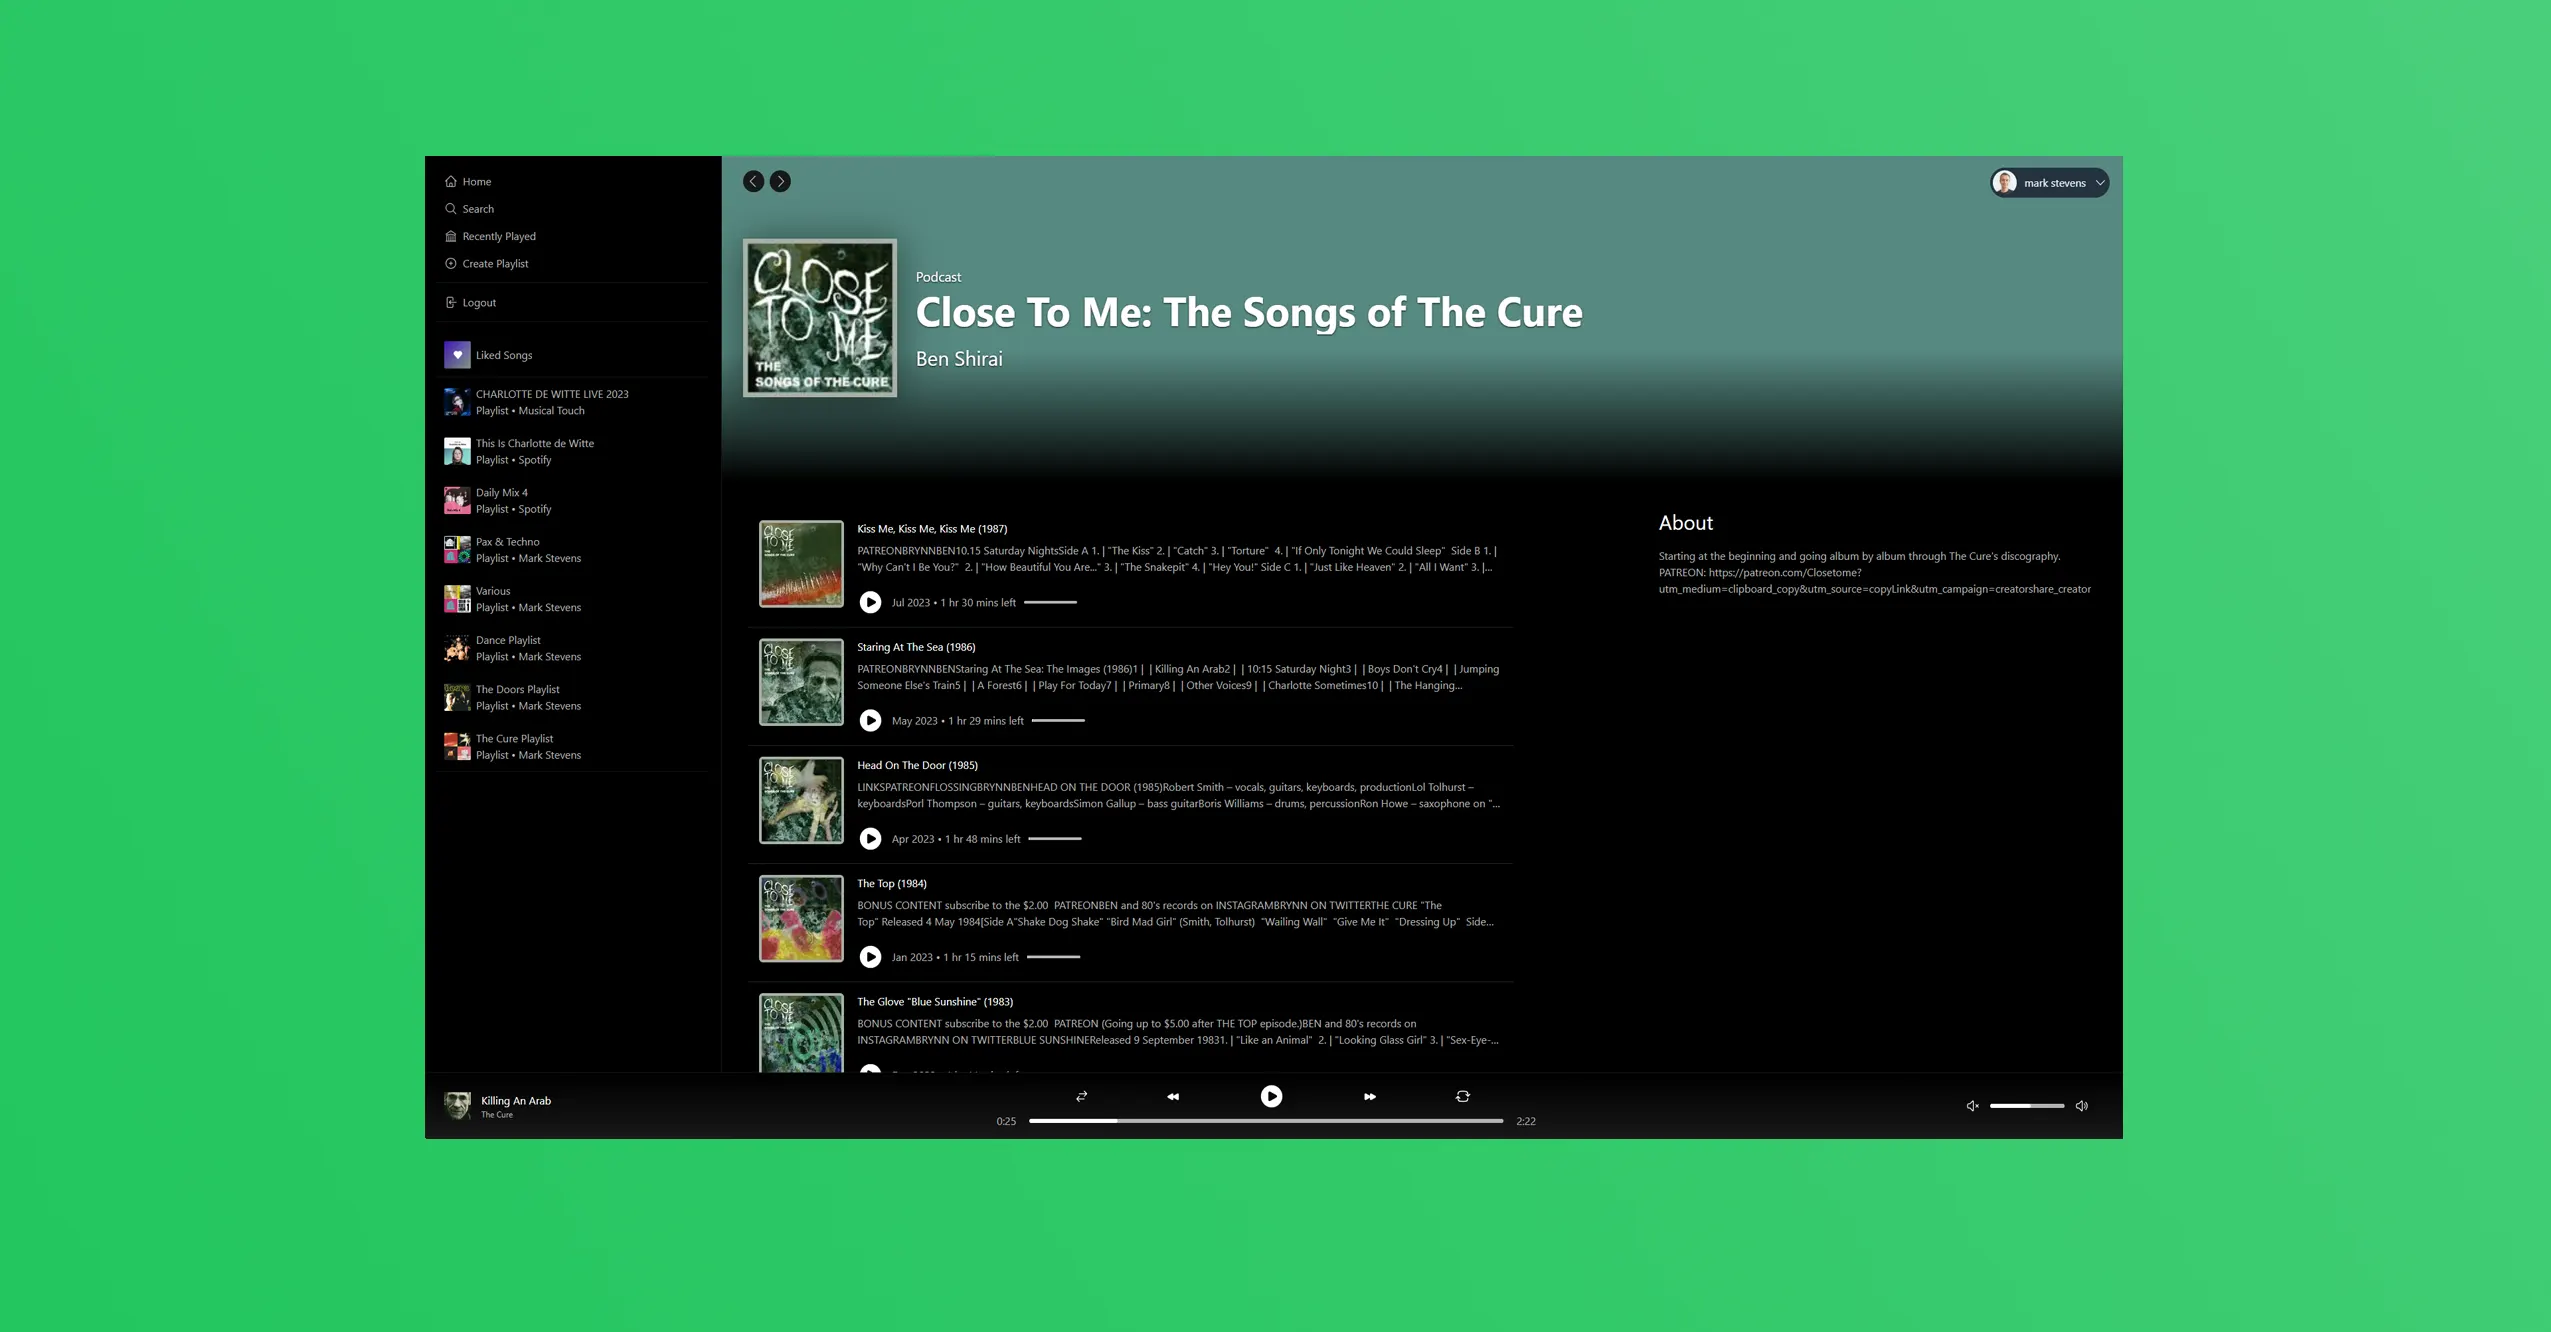 Home
Search
Recently Played
Create Playlist
Logout
Liked Songs
CHARLOTTE DE WITTE LIVE 2023
Playlist • Musical Touch
This Is Charlotte de Witte
Playlist • Spotify
Daily Mix 4
Playlist • Spotify
Pax & Techno
Playlist • Mark Stevens
Various
Playlist • Mark Stevens
Dance Playlist
Playlist • Mark Stevens
The Doors Playlist
Playlist • Mark Stevens
The Cure Playlist
Playlist • Mark Stevens
mark stevens
CLOSE
TO
ME
THE
SONGS OF THE CURE
Podcast
Close To Me: The Songs of The Cure
Ben Shirai
CLOSE
TO
ME
Kiss Me, Kiss Me, Kiss Me (1987)
PATREONBRYNNBEN10.15 Saturday NightsSide A 1. | "The Kiss" 2. | "Catch" 3. | "Torture"  4. | "If Only Tonight We Could Sleep"  Side B 1. |
"Why Can't I Be You?"  2. | "How Beautiful You Are..." 3. | "The Snakepit" 4. | "Hey You!" Side C 1. | "Just Like Heaven" 2. | "All I Want" 3. |...
Jul 2023 • 1 hr 30 mins left
CLOSE
TO
ME
Staring At The Sea (1986)
PATREONBRYNNBENStaring At The Sea: The Images (1986)1 |  | Killing An Arab2 |  | 10:15 Saturday Night3 |  | Boys Don't Cry4 |  | Jumping
Someone Else's Train5 |  | A Forest6 |  | Play For Today7 |  | Primary8 |  | Other Voices9 |  | Charlotte Sometimes10 |  | The Hanging...
May 2023 • 1 hr 29 mins left
CLOSE
TO
ME
Head On The Door (1985)
LINKSPATREONFLOSSINGBRYNNBENHEAD ON THE DOOR (1985)Robert Smith – vocals, guitars, keyboards, productionLol Tolhurst –
keyboardsPorl Thompson – guitars, keyboardsSimon Gallup – bass guitarBoris Williams – drums, percussionRon Howe – saxophone on "...
Apr 2023 • 1 hr 48 mins left
CLOSE
TO
ME
The Top (1984)
BONUS CONTENT subscribe to the $2.00  PATREONBEN and 80's records on INSTAGRAMBRYNN ON TWITTERTHE CURE "The
Top" Released 4 May 1984[Side A"Shake Dog Shake" "Bird Mad Girl" (Smith, Tolhurst)  "Wailing Wall"  "Give Me It"  "Dressing Up"  Side...
Jan 2023 • 1 hr 15 mins left
CLOSE
TO
ME
The Glove "Blue Sunshine" (1983)
BONUS CONTENT subscribe to the $2.00  PATREON (Going up to $5.00 after THE TOP episode.)BEN and 80's records on
INSTAGRAMBRYNN ON TWITTERBLUE SUNSHINEReleased 9 September 19831. | "Like an Animal"  2. | "Looking Glass Girl" 3. | "Sex-Eye-...
About
Starting at the beginning and going album by album through The Cure's discography.
PATREON: https://patreon.com/Closetome?
utm_medium=clipboard_copy&utm_source=copyLink&utm_campaign=creatorshare_creator
Killing An Arab
The Cure
0:25
2:22